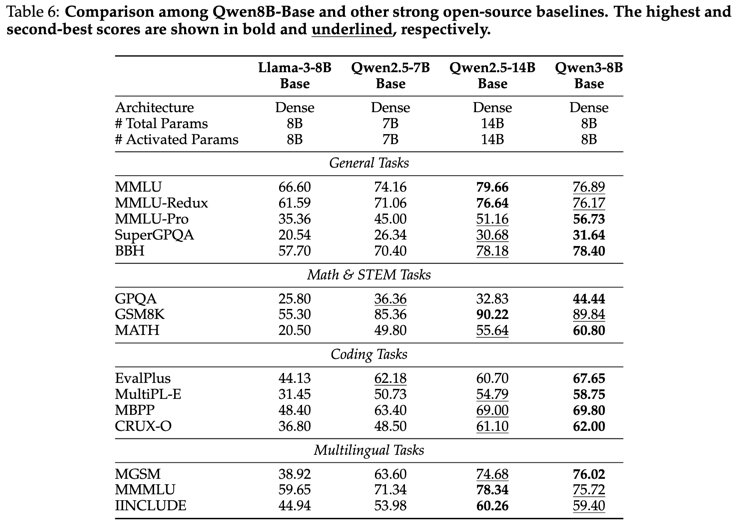 Table 6: Comparison among Qwen8B-Base and other strong open-source baselines. The highest and
second-best scores are shown in bold and underlined, respectively.
Llama-3-8B Qwen2.5-7B Qwen2.5-14B Qwen3-8B
Base Base Base Base
Architecture Dense Dense Dense Dense
# Total Params 8B 7B 14B 8B
# Activated Params 8B 7B 14B 8B
General Tasks
MMLU 66.60 74.16 79.66 76.89
MMLU-Redux 61.59 71.06 76.64 76.17
MMLU-Pro 35.36 45.00 51.16 56.73
SuperGPQA 20.54 26.34 30.68 31.64
BBH 57.70 70.40 78.18 78.40
Math & STEM Tasks
GPQA 25.80 36.36 32.83 44.44
GSM8K 55.30 85.36 90.22 89.84
MATH 20.50 49.80 55.64 60.80
Coding Tasks
EvalPlus 44.13 62.18 60.70 67.65
MultiPL-E 31.45 50.73 54.79 58.75
MBPP 48.40 63.40 69.00 69.80
CRUX-O 36.80 48.50 61.10 62.00
Multilingual Tasks
MGSM 38.92 63.60 74.68 76.02
MMMLU 59.65 71.34 78.34 75.72
IINCLUDE 44.94 53.98 60.26 59.40